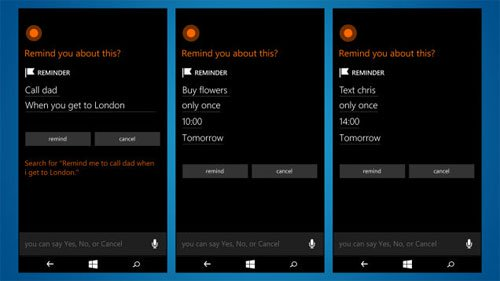 Remind you about this?
REMINDER
Call dad
When you get to London
remind cancel
Search for "Remind me to call dad when
i get to London."
you can say Yes, No, or Cancel
Remind you about this?
REMINDER
Buy flowers
only once
10:00
Tomorrow
remind cancel
you can say Yes, No, or Cancel
Remind you about this?
REMINDER
Text chris
only once
14:00
Tomorrow
remind cancel
you can say Yes, No, or Cancel